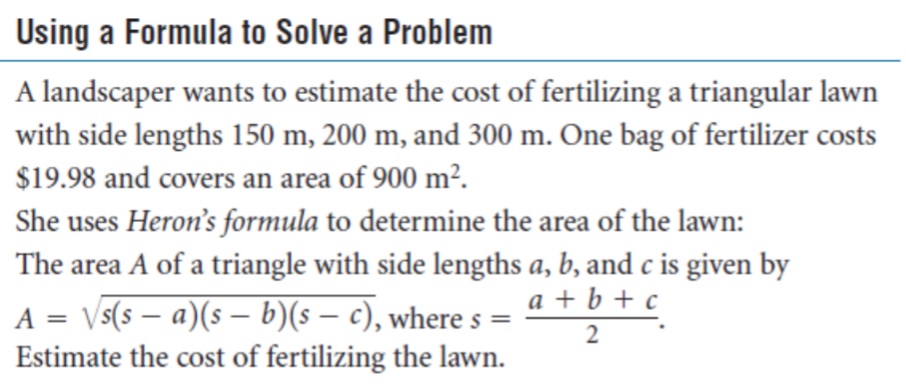 Using a Formula to Solve a Problem
A landscaper wants to estimate the cost of fertilizing a triangular lawn
with side lengths 150 m, 200 m, and 300 m. One bag of fertilizer costs
$19.98 and covers an area of 900 m².
She uses Heron's formula to determine the area of the lawn:
The area A of a triangle with side lengths a, b, and c is given by
A = √(s(s − a)(s − b)(s − c)), where s = (a + b + c)/2.
Estimate the cost of fertilizing the lawn.